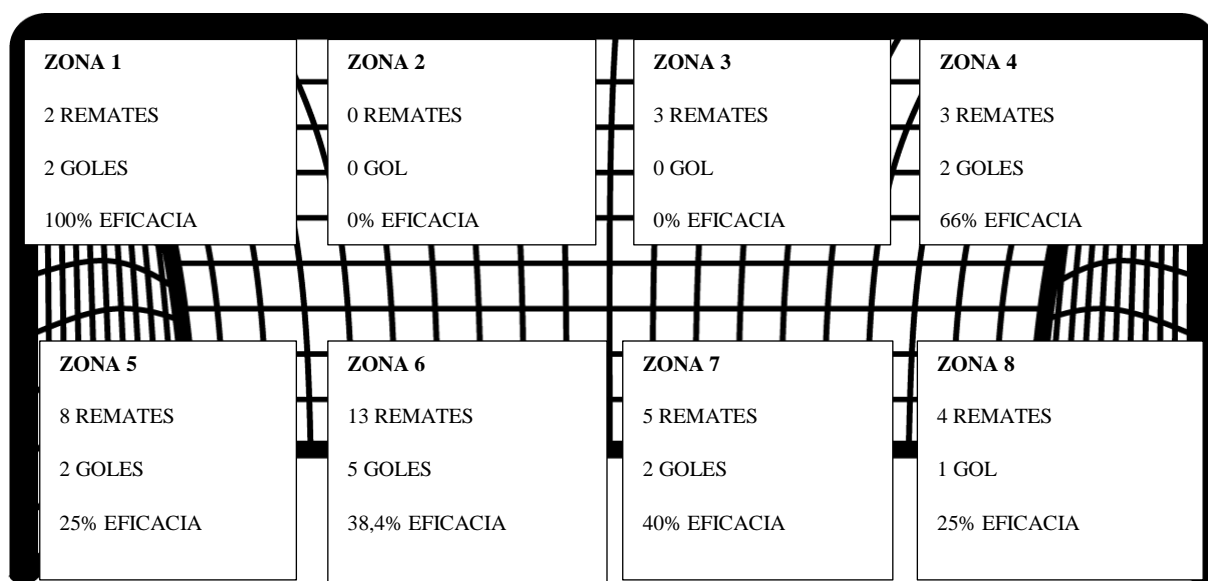 ZONA 1
2 REMATES
2 GOLES
100% EFICACIA
ZONA 2
0 REMATES
0 GOL
0% EFICACIA
ZONA 3
3 REMATES
0 GOL
0% EFICACIA
ZONA 4
3 REMATES
2 GOLES
66% EFICACIA
ZONA 5
8 REMATES
2 GOLES
25% EFICACIA
ZONA 6
13 REMATES
5 GOLES
38,4% EFICACIA
ZONA 7
5 REMATES
2 GOLES
40% EFICACIA
ZONA 8
4 REMATES
1 GOL
25% EFICACIA